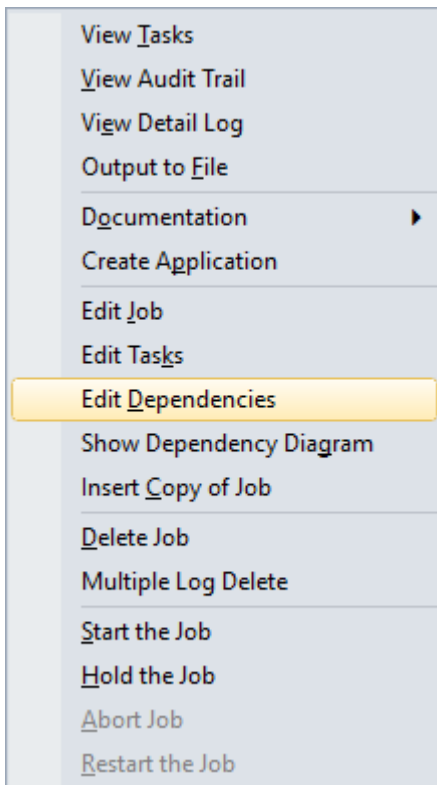 View Tasks
View Audit Trail
View Detail Log
Output to File
Documentation
Create Application
Edit Job
Edit Tasks
Edit Dependencies
Show Dependency Diagram
Insert Copy of Job
Delete Job
Multiple Log Delete
Start the Job
Hold the Job
Abort Job
Restart the Job